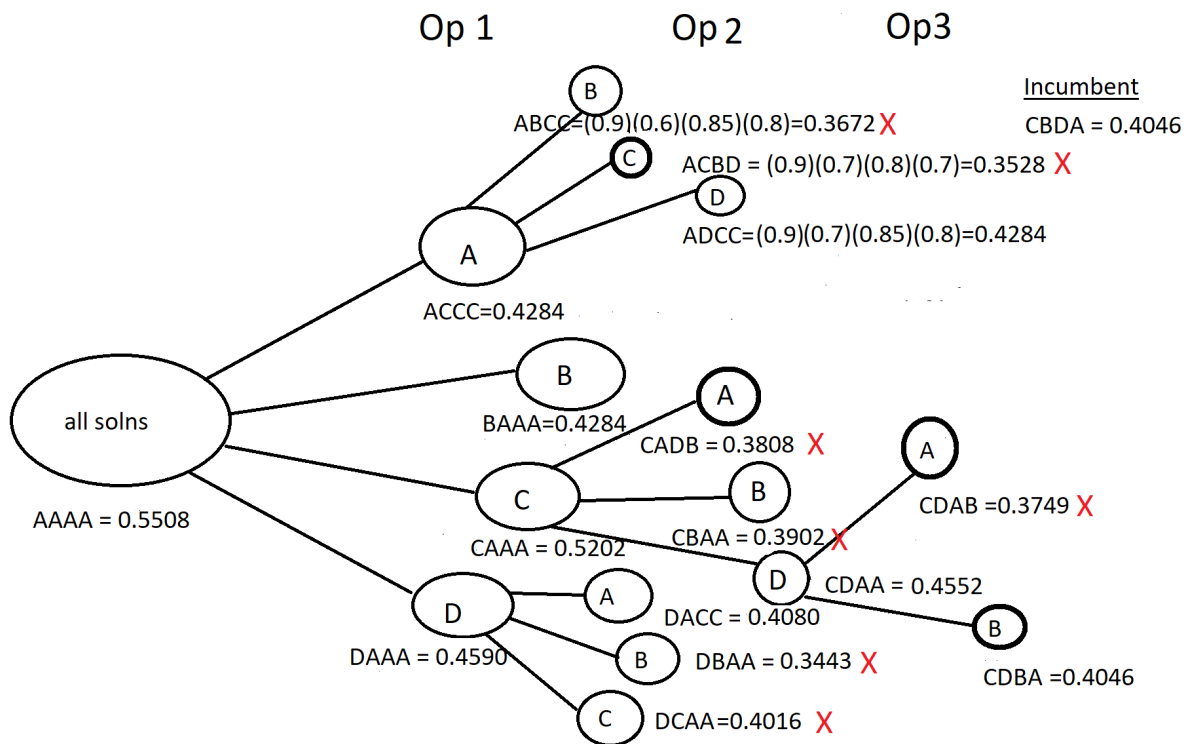 Op 1
Op 2
Op3
Incumbent
CBDA = 0.4046
B
ABCC=(0.9)(0.6)(0.85)(0.8)=0.3672 X
C
ACBD = (0.9)(0.7)(0.8)(0.7)=0.3528 X
D
ADCC=(0.9)(0.7)(0.85)(0.8)=0.4284
A
ACCC=0.4284
B
BAAA=0.4284
all solns
AAAA = 0.5508
A
CADB = 0.3808 X
C
CAAA = 0.5202
B
CBAA = 0.3902 X
A
CDAB =0.3749 X
D
CDAA = 0.4552
B
CDBA =0.4046
D
DAAA = 0.4590
A
DACC = 0.4080
B
DBAA = 0.3443 X
C
DCAA=0.4016 X